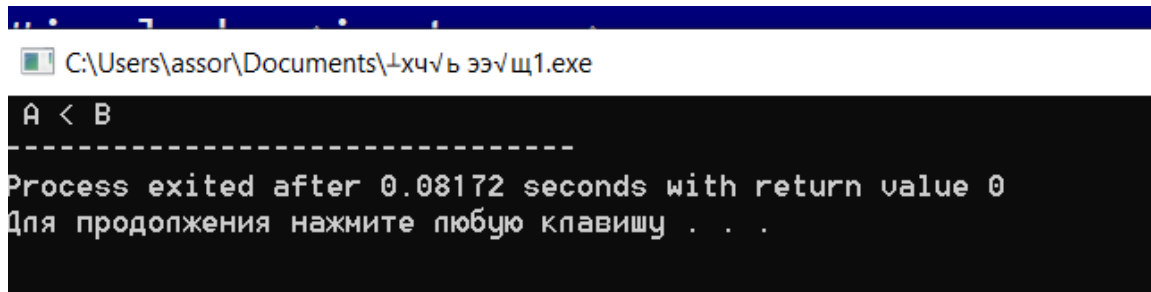 C:\Users\assor\Documents\┴хч√ь ээ√щ1.exe
A < B
--------------------------------
Process exited after 0.08172 seconds with return value 0
Для продолжения нажмите любую клавишу . . .